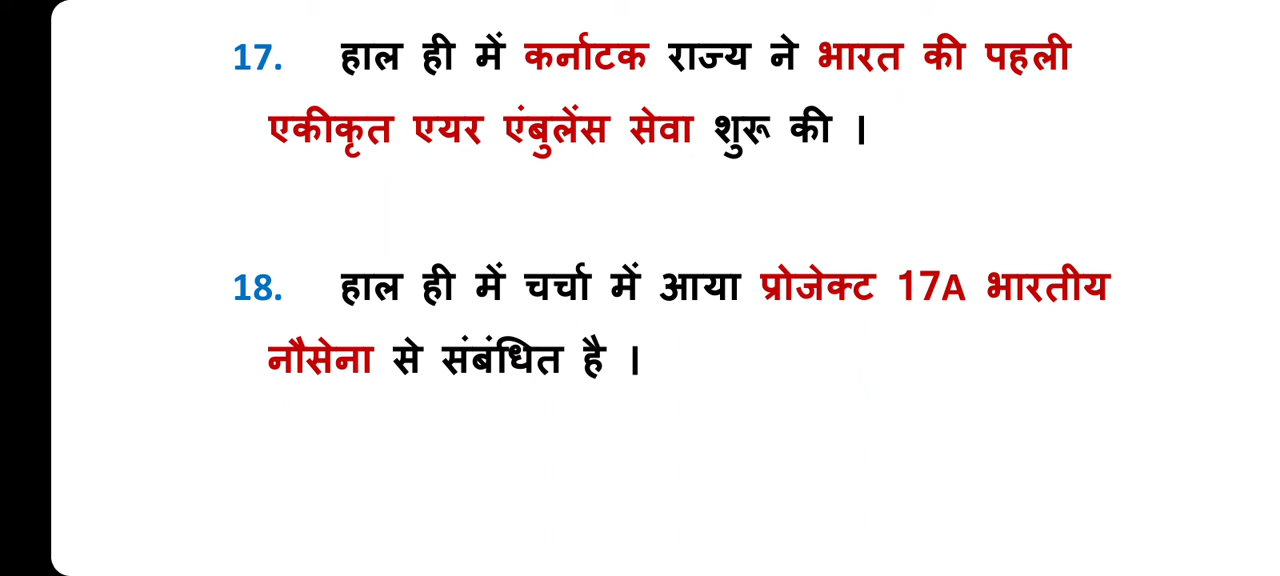 17. हाल ही में कर्नाटक राज्य ने भारत की पहली
एकीकृत एयर एंबुलेंस सेवा शुरू की ।
18. हाल ही में चर्चा में आया प्रोजेक्ट 17A भारतीय
नौसेना से संबंधित है ।